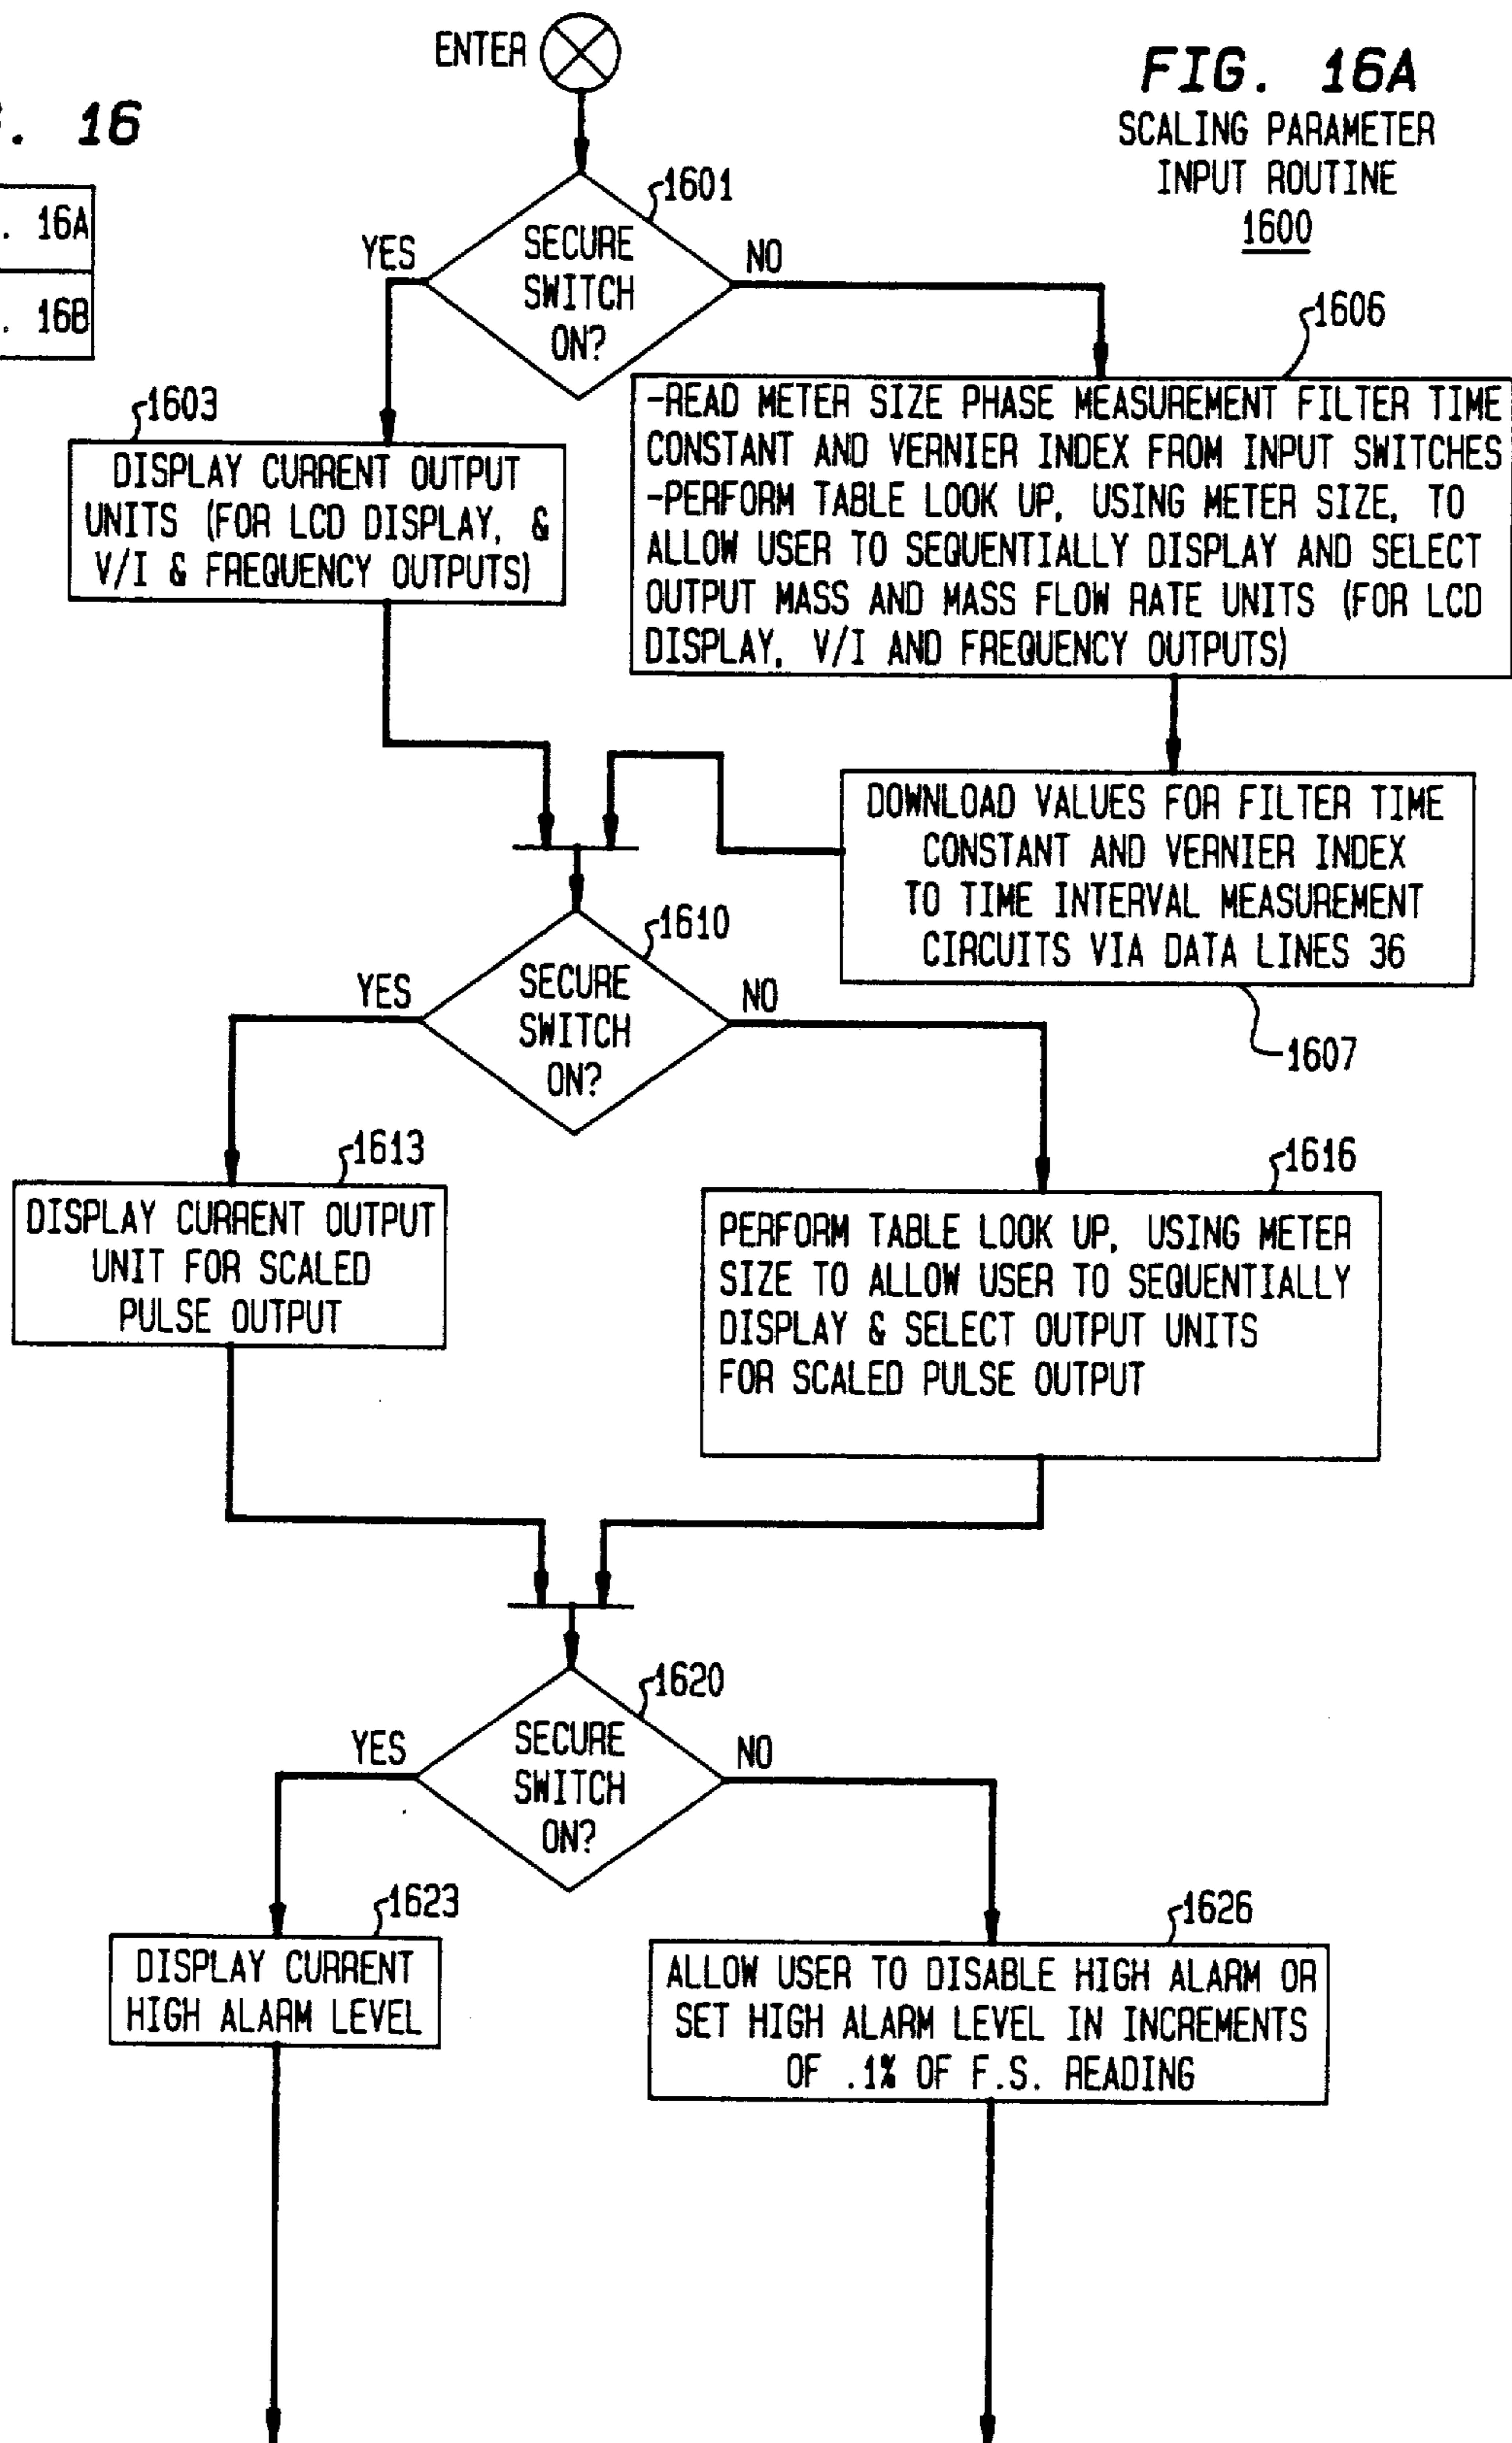 ENTER
FIG. 16A
SCALING PARAMETER
INPUT ROUTINE
1600
. 16
. 16A
. 16B
1601
SECURE
SWITCH
ON?
YES
NO
1603
DISPLAY CURRENT OUTPUT
UNITS (FOR LCD DISPLAY, &
V/I & FREQUENCY OUTPUTS)
1606
-READ METER SIZE PHASE MEASUREMENT FILTER TIME
CONSTANT AND VERNIER INDEX FROM INPUT SWITCHES
-PERFORM TABLE LOOK UP, USING METER SIZE, TO
ALLOW USER TO SEQUENTIALLY DISPLAY AND SELECT
OUTPUT MASS AND MASS FLOW RATE UNITS (FOR LCD
DISPLAY, V/I AND FREQUENCY OUTPUTS)
DOWNLOAD VALUES FOR FILTER TIME
CONSTANT AND VERNIER INDEX
TO TIME INTERVAL MEASUREMENT
CIRCUITS VIA DATA LINES 36
1607
1610
SECURE
SWITCH
ON?
YES
NO
1613
DISPLAY CURRENT OUTPUT
UNIT FOR SCALED
PULSE OUTPUT
1616
PERFORM TABLE LOOK UP, USING METER
SIZE TO ALLOW USER TO SEQUENTIALLY
DISPLAY & SELECT OUTPUT UNITS
FOR SCALED PULSE OUTPUT
1620
SECURE
SWITCH
ON?
YES
NO
1623
DISPLAY CURRENT
HIGH ALARM LEVEL
1626
ALLOW USER TO DISABLE HIGH ALARM OR
SET HIGH ALARM LEVEL IN INCREMENTS
OF .1% OF F.S. READING